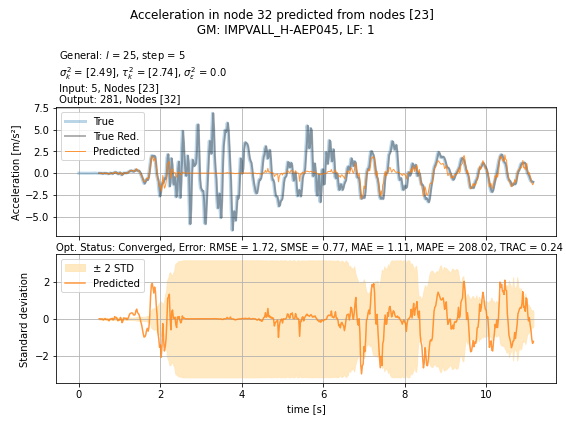 Acceleration in node 32 predicted from nodes [23]
GM: IMPVALL_H-AEP045, LF: 1
General: l = 25, step = 5
σ²ₖ = [2.49], τ²ₖ = [2.74], σ²ε = 0.0
Input: 5, Nodes [23]
Output: 281, Nodes [32]
Acceleration [m/s²]
7.5
5.0
2.5
0.0
−2.5
−5.0
True
True Red.
Predicted
Opt. Status: Converged, Error: RMSE = 1.72, SMSE = 0.77, MAE = 1.11, MAPE = 208.02, TRAC = 0.24
Standard deviation
2
0
−2
± 2 STD
Predicted
0 2 4 6 8 10
time [s]